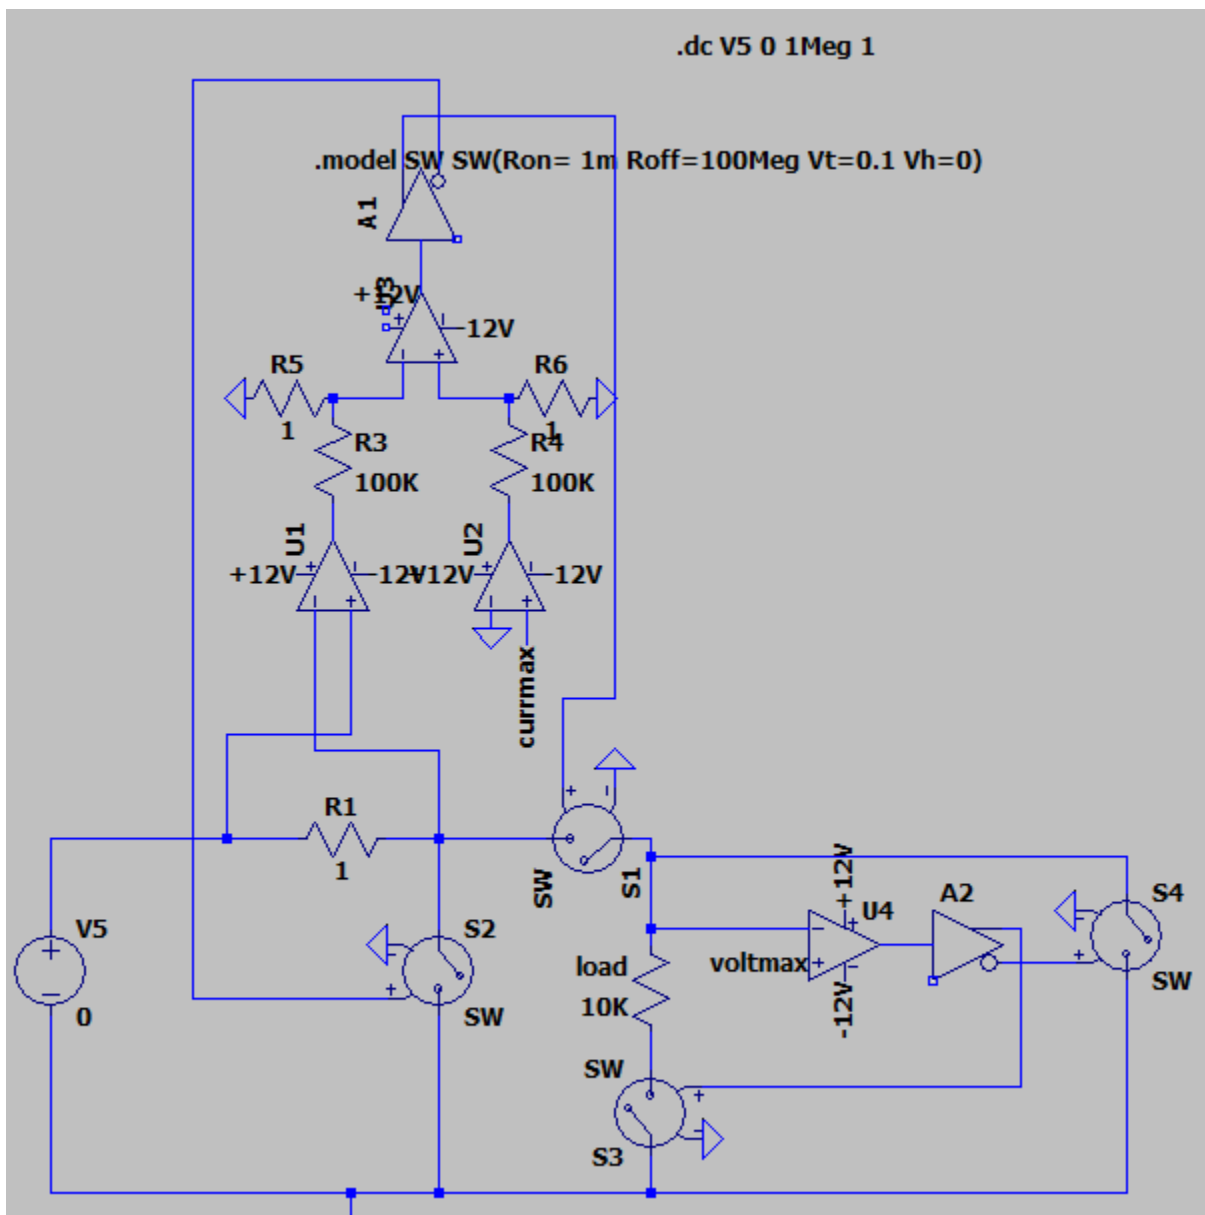 .dc V5 0 1Meg 1
.model SW SW(Ron= 1m Roff=100Meg Vt=0.1 Vh=0)
A1
U3
+12V
-12V
R5
1
R6
1
R3
100K
R4
100K
U1
+12V
-12V
U2
+12V
-12V
currmax
R1
1
SW
S1
V5
0
S2
SW
load
10K
voltmax
+12V
-12V
U4
A2
S4
SW
SW
S3